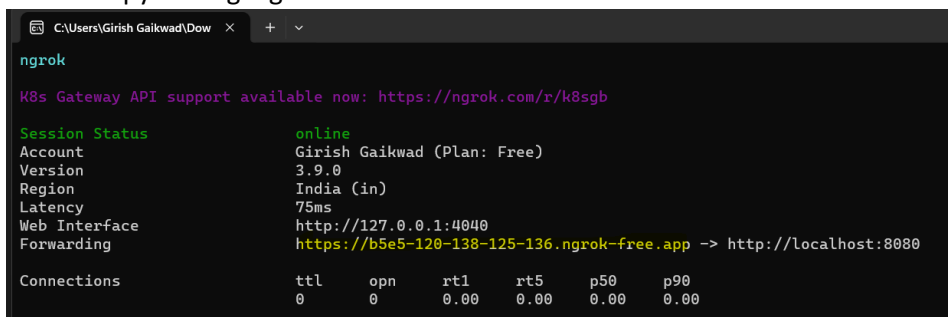 C:\Users\Girish Gaikwad\Dow
ngrok
K8s Gateway API support available now: https://ngrok.com/r/k8sgb
Session Status online
Account Girish Gaikwad (Plan: Free)
Version 3.9.0
Region India (in)
Latency 75ms
Web Interface http://127.0.0.1:4040
Forwarding https://b5e5-120-138-125-136.ngrok-free.app -> http://localhost:8080
Connections ttl opn rt1 rt5 p50 p90
0 0 0.00 0.00 0.00 0.00